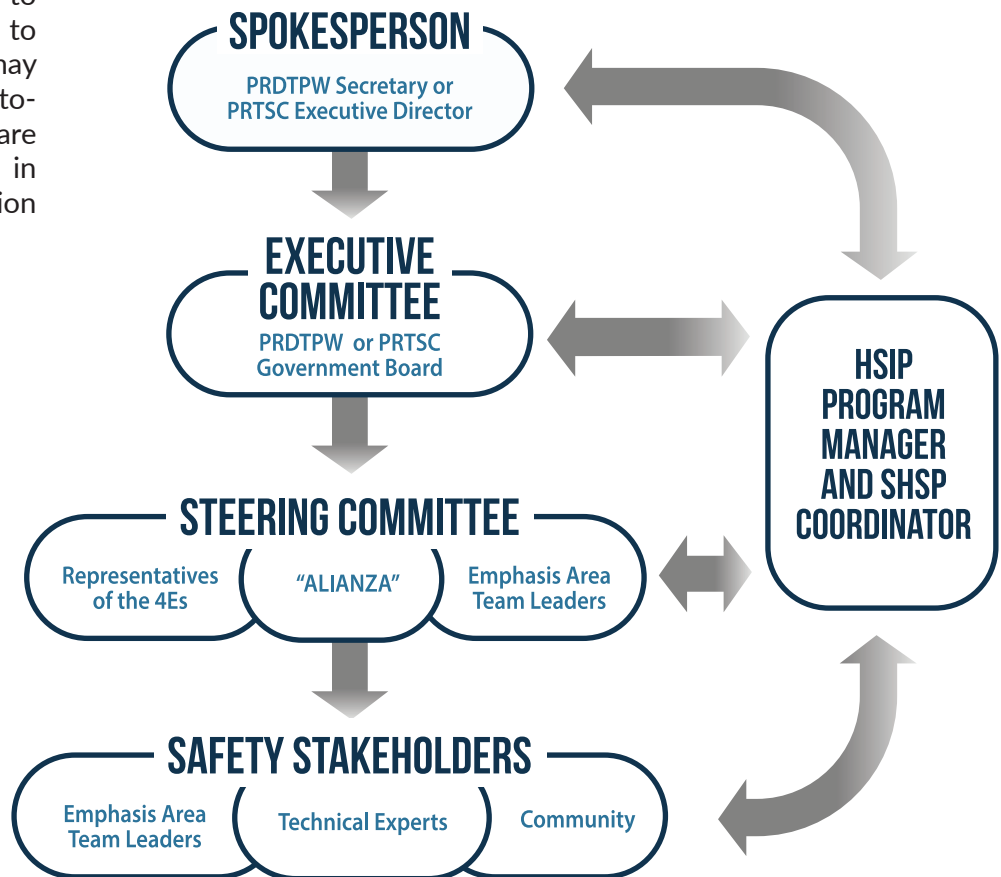 to
to
may
to-
are
in
SPOKESPERSON
PRDTPW Secretary or
PRTSC Executive Director
EXECUTIVE
COMMITTEE
PRDTPW or PRTSC
Government Board
HSIP
PROGRAM
MANAGER
AND SHSP
COORDINATOR
STEERING COMMITTEE
Representatives
of the 4Es
"ALIANZA"
Emphasis Area
Team Leaders
SAFETY STAKEHOLDERS
Emphasis Area
Team Leaders
Technical Experts
Community